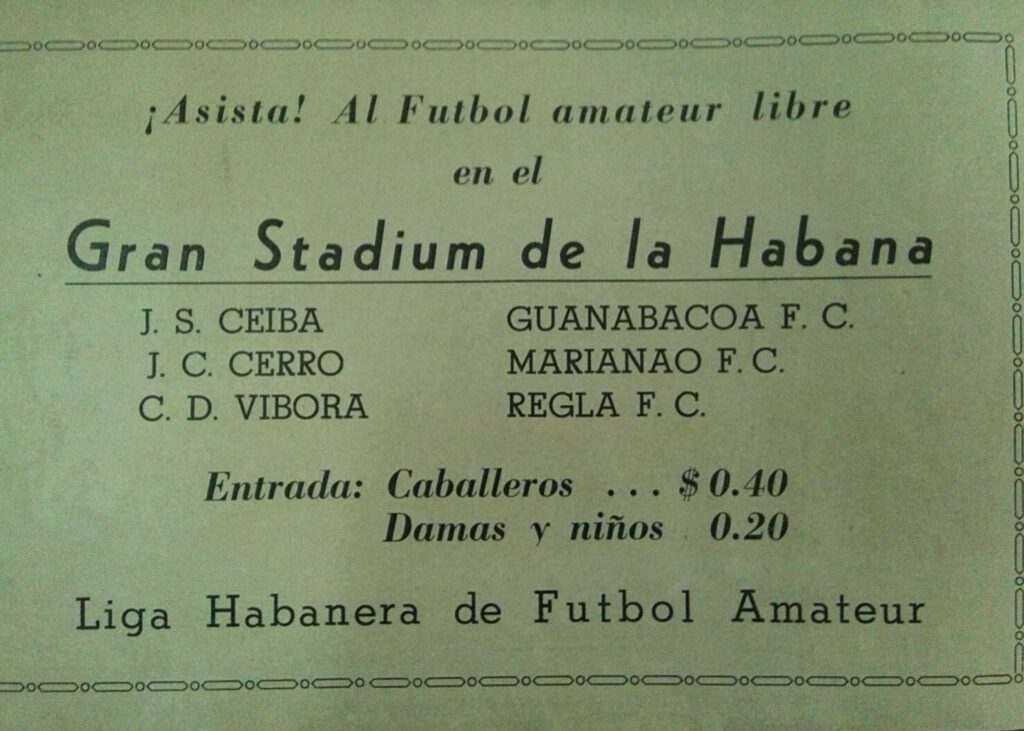 ¡Asista! Al Futbol amateur libre
en el
Gran Stadium de la Habana
J. S. CEIBA GUANABACOA F. C.
J. C. CERRO MARIANAO F. C.
C. D. VIBORA REGLA F. C.
Entrada: Caballeros ... $ 0.40
Damas y niños 0.20
Liga Habanera de Futbol Amateur